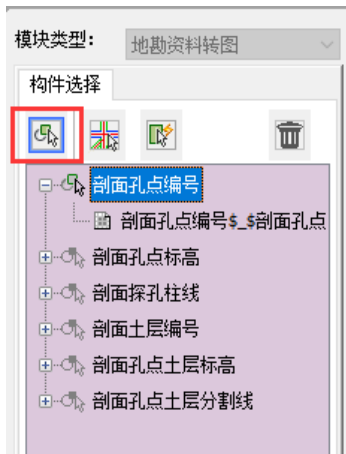 模块类型：
地勘资料转图
构件选择
剖面孔点编号
剖面孔点编号$_$剖面孔点
剖面孔点标高
剖面探孔柱线
剖面土层编号
剖面孔点土层标高
剖面孔点土层分割线